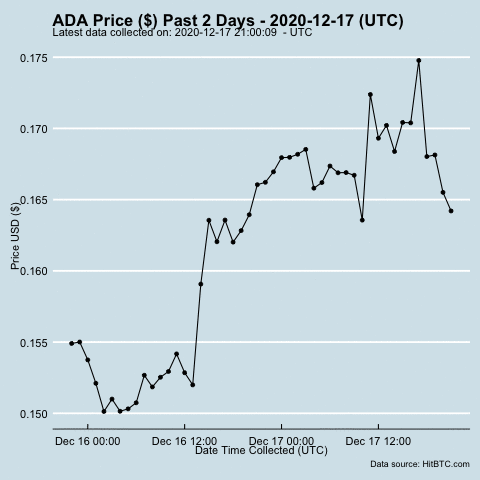 ADA Price ($) Past 2 Days - 2020-12-17 (UTC)
Latest data collected on: 2020-12-17 21:00:09 - UTC
0.175
0.170
0.165
0.160
0.155
0.150
Price USD ($)
Dec 16 00:00
Dec 16 12:00
Dec 17 00:00
Dec 17 12:00
Date Time Collected (UTC)
Data source: HitBTC.com